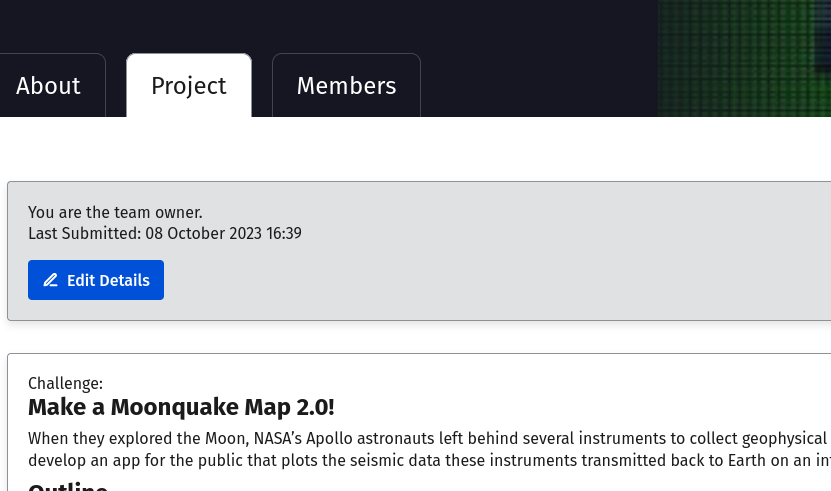 About
Project
Members
You are the team owner.
Last Submitted: 08 October 2023 16:39
Edit Details
Challenge:
Make a Moonquake Map 2.0!
When they explored the Moon, NASA’s Apollo astronauts left behind several instruments to collect geophysical
develop an app for the public that plots the seismic data these instruments transmitted back to Earth on an
Outline